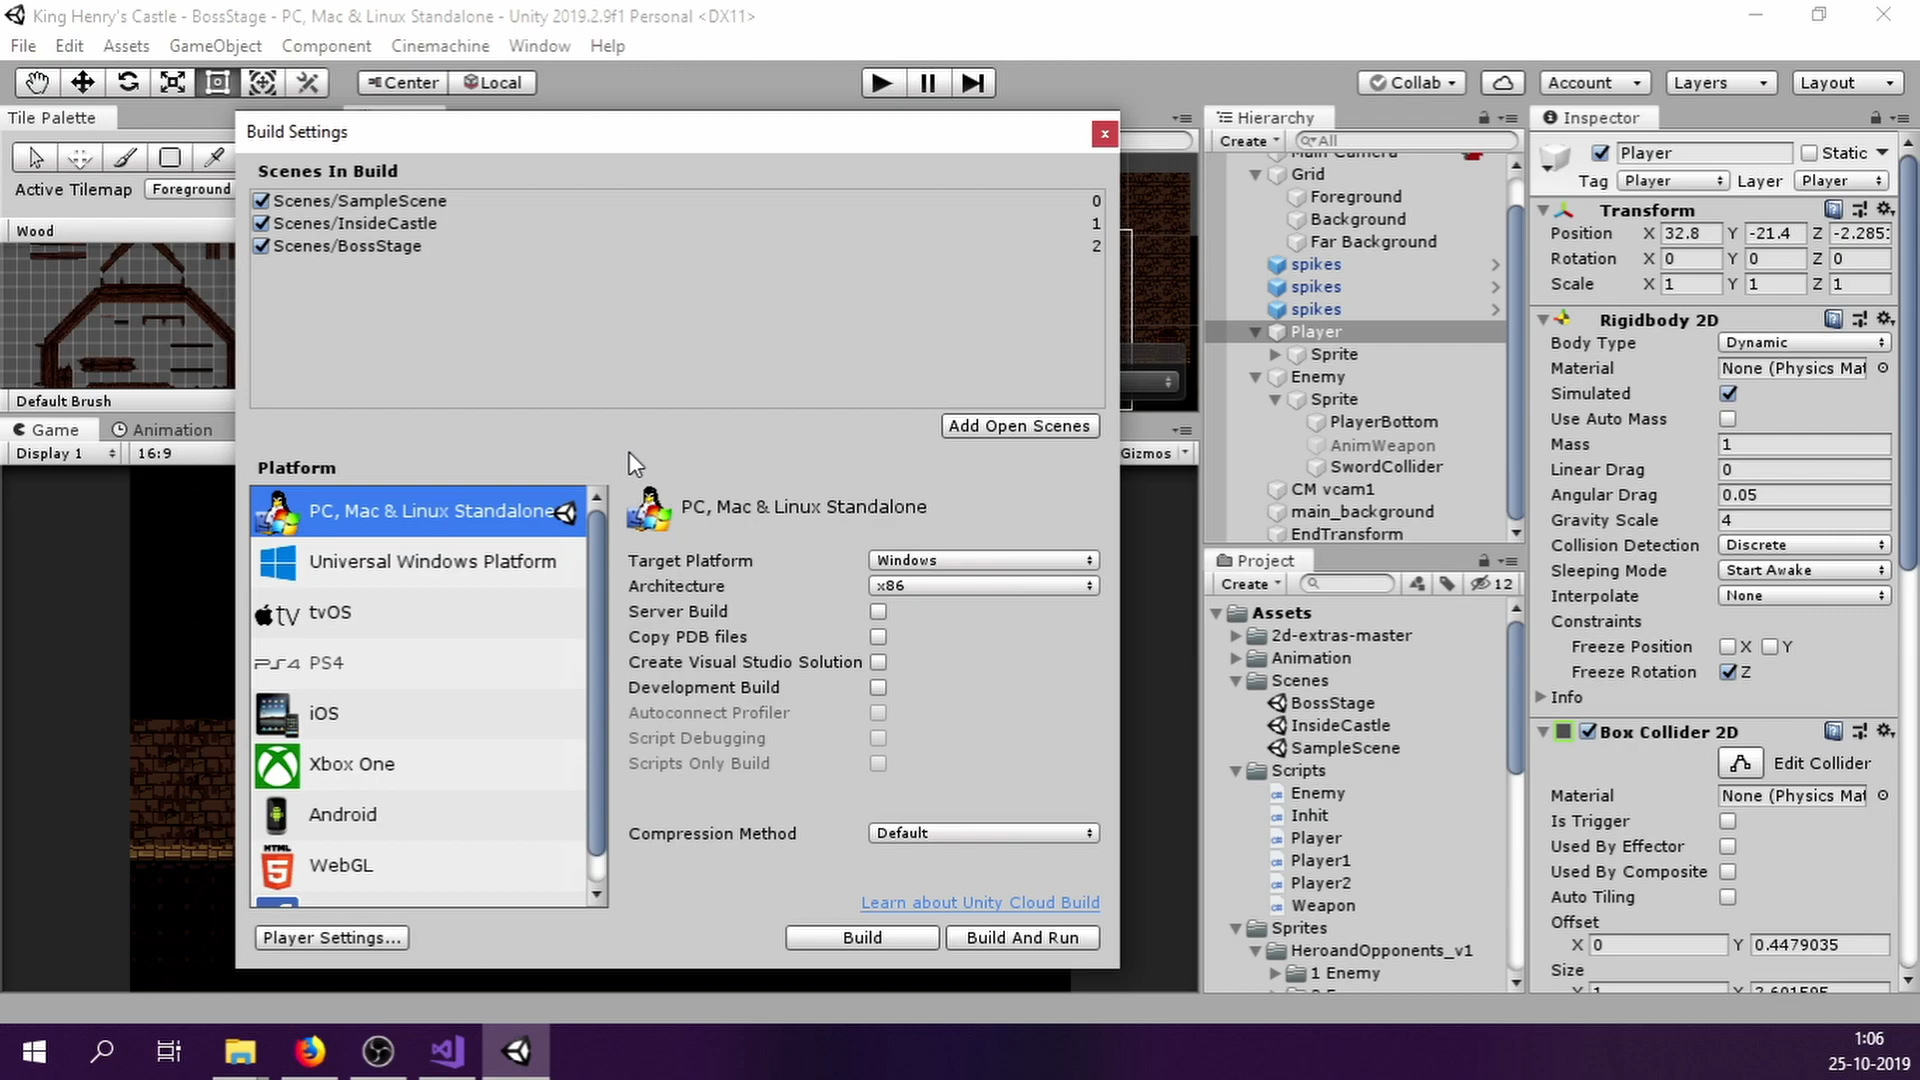 King Henry's Castle - BossStage - PC, Mac & Linux Standalone - Unity 2019.2.9f1 Personal <DX11>
File Edit Assets GameObject Component Cinemachine Window Help
Center Local Collab Account Layers Layout
Tile Palette
Active Tilemap Foreground
Wood
Default Brush
Game Animation
Display 1 16:9
Build Settings
x
Scenes In Build
Scenes/SampleScene 0
Scenes/InsideCastle 1
Scenes/BossStage 2
Add Open Scenes
Platform
PC, Mac & Linux Standalone
Universal Windows Platform
tv tvOS
PS4 PS4
iOS
Xbox One
Android
HTML 5 WebGL
PC, Mac & Linux Standalone
Target Platform Windows
Architecture x86
Server Build
Copy PDB files
Create Visual Studio Solution
Development Build
Autoconnect Profiler
Script Debugging
Scripts Only Build
Compression Method Default
Learn about Unity Cloud Build
Player Settings... Build Build And Run
Gizmos
Hierarchy
Create All
Main Camera
Grid
Foreground
Background
Far Background
spikes
spikes
spikes
Player
Sprite
Enemy
Sprite
PlayerBottom
AnimWeapon
SwordCollider
CM vcam1
main_background
EndTransform
Project
Create 12
Assets
2d-extras-master
Animation
Scenes
BossStage
InsideCastle
SampleScene
Scripts
Enemy
Inhit
Player
Player1
Player2
Weapon
Sprites
HeroandOpponents_v1
1 Enemy
Inspector
Player Static
Tag Player Layer Player
Transform
Position X 32.8 Y -21.4 Z -2.2851
Rotation X 0 Y 0 Z 0
Scale X 1 Y 1 Z 1
Rigidbody 2D
Body Type Dynamic
Material None (Physics Mat
Simulated
Use Auto Mass
Mass 1
Linear Drag 0
Angular Drag 0.05
Gravity Scale 4
Collision Detection Discrete
Sleeping Mode Start Awake
Interpolate None
Constraints
Freeze Position X Y
Freeze Rotation Z
Info
Box Collider 2D
Edit Collider
Material None (Physics Mat
Is Trigger
Used By Effector
Used By Composite
Auto Tiling
Offset
X 0 Y 0.4479035
Size
1:06
25-10-2019